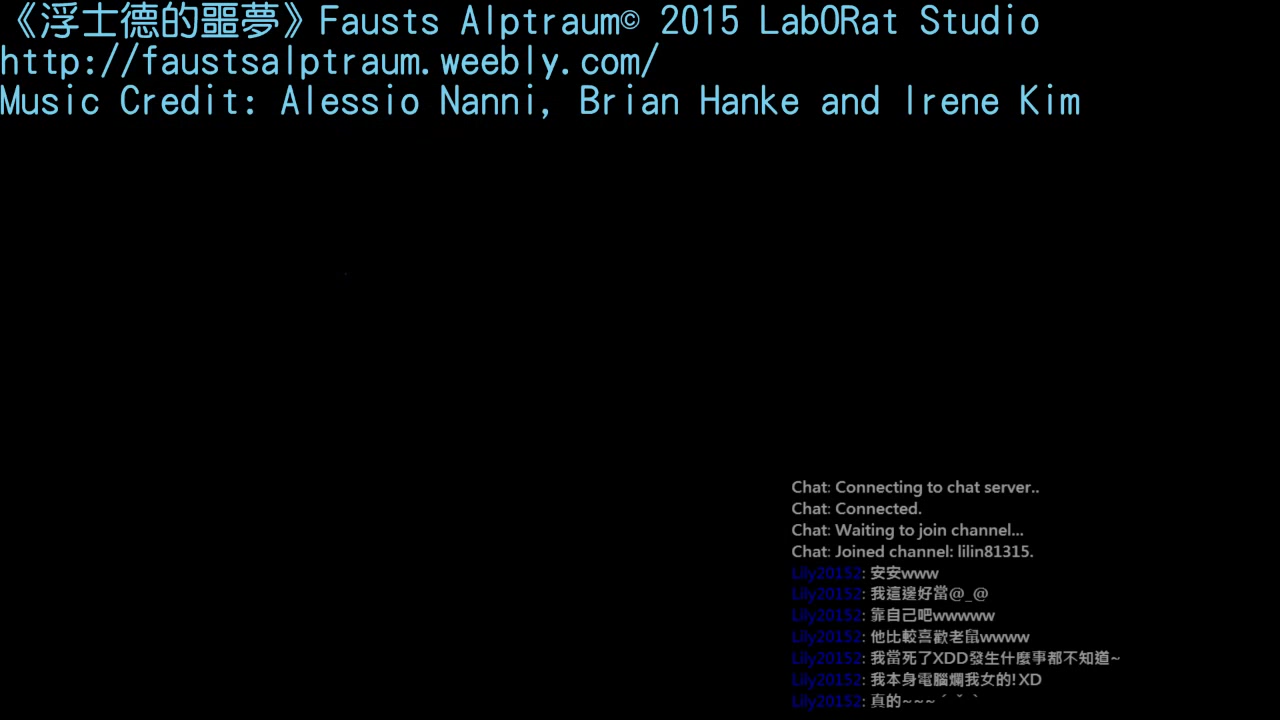 《浮士德的噩夢》Fausts Alptraum© 2015 LabORat Studio
http://faustsalptraum.weebly.com/
Music Credit: Alessio Nanni, Brian Hanke and Irene Kim
Chat: Connecting to chat server..
Chat: Connected.
Chat: Waiting to join channel...
Chat: Joined channel: lilin81315.
Lily20152: 安安www
Lily20152: 我這邊好當@_@
Lily20152: 靠自己吧wwwww
Lily20152: 他比較喜歡老鼠wwww
Lily20152: 我當死了XDD發生什麼事都不知道~
Lily20152: 我本身電腦爛我女的!XD
Lily20152: 真的~~~ˊˇˋ